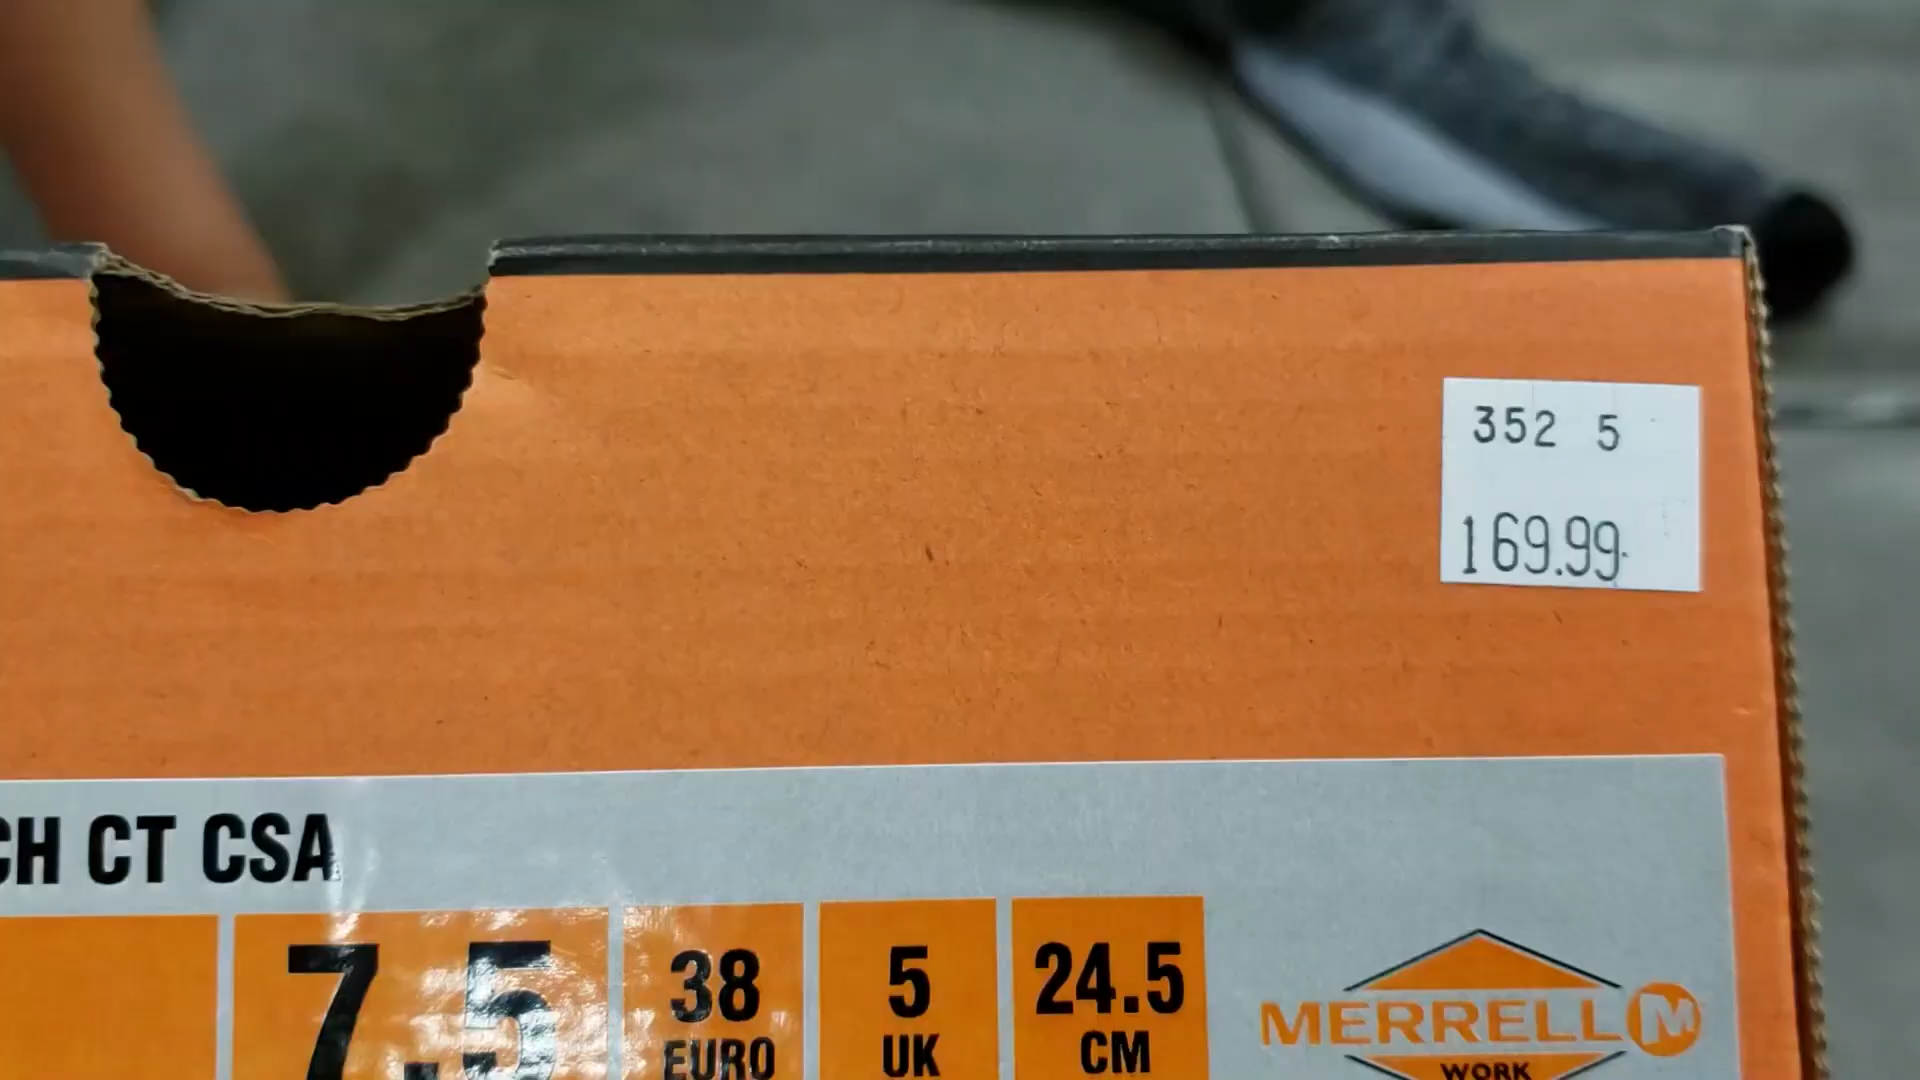 352 5
169.99
CH CT CSA
7.5
38
EURO
5
UK
24.5
CM
MERRELL M
WORK